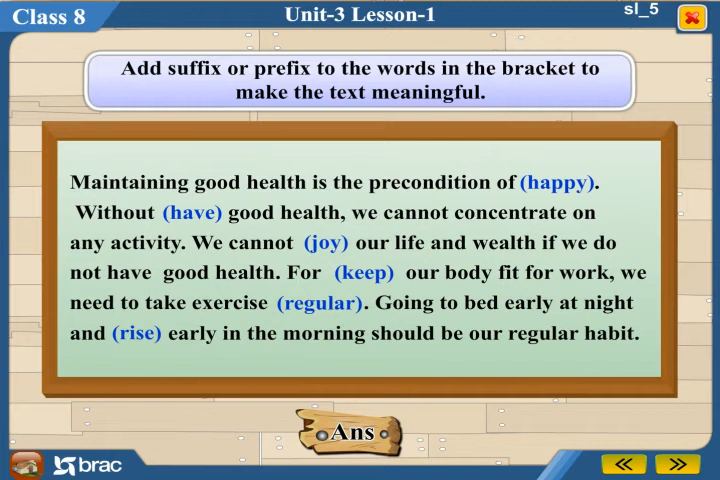 Class 8
Unit-3 Lesson-1
sl_5
Add suffix or prefix to the words in the bracket to
make the text meaningful.
Maintaining good health is the precondition of (happy).
Without (have) good health, we cannot concentrate on
any activity. We cannot (joy) our life and wealth if we do
not have good health. For (keep) our body fit for work, we
need to take exercise (regular). Going to bed early at night
and (rise) early in the morning should be our regular habit.
Ans
brac